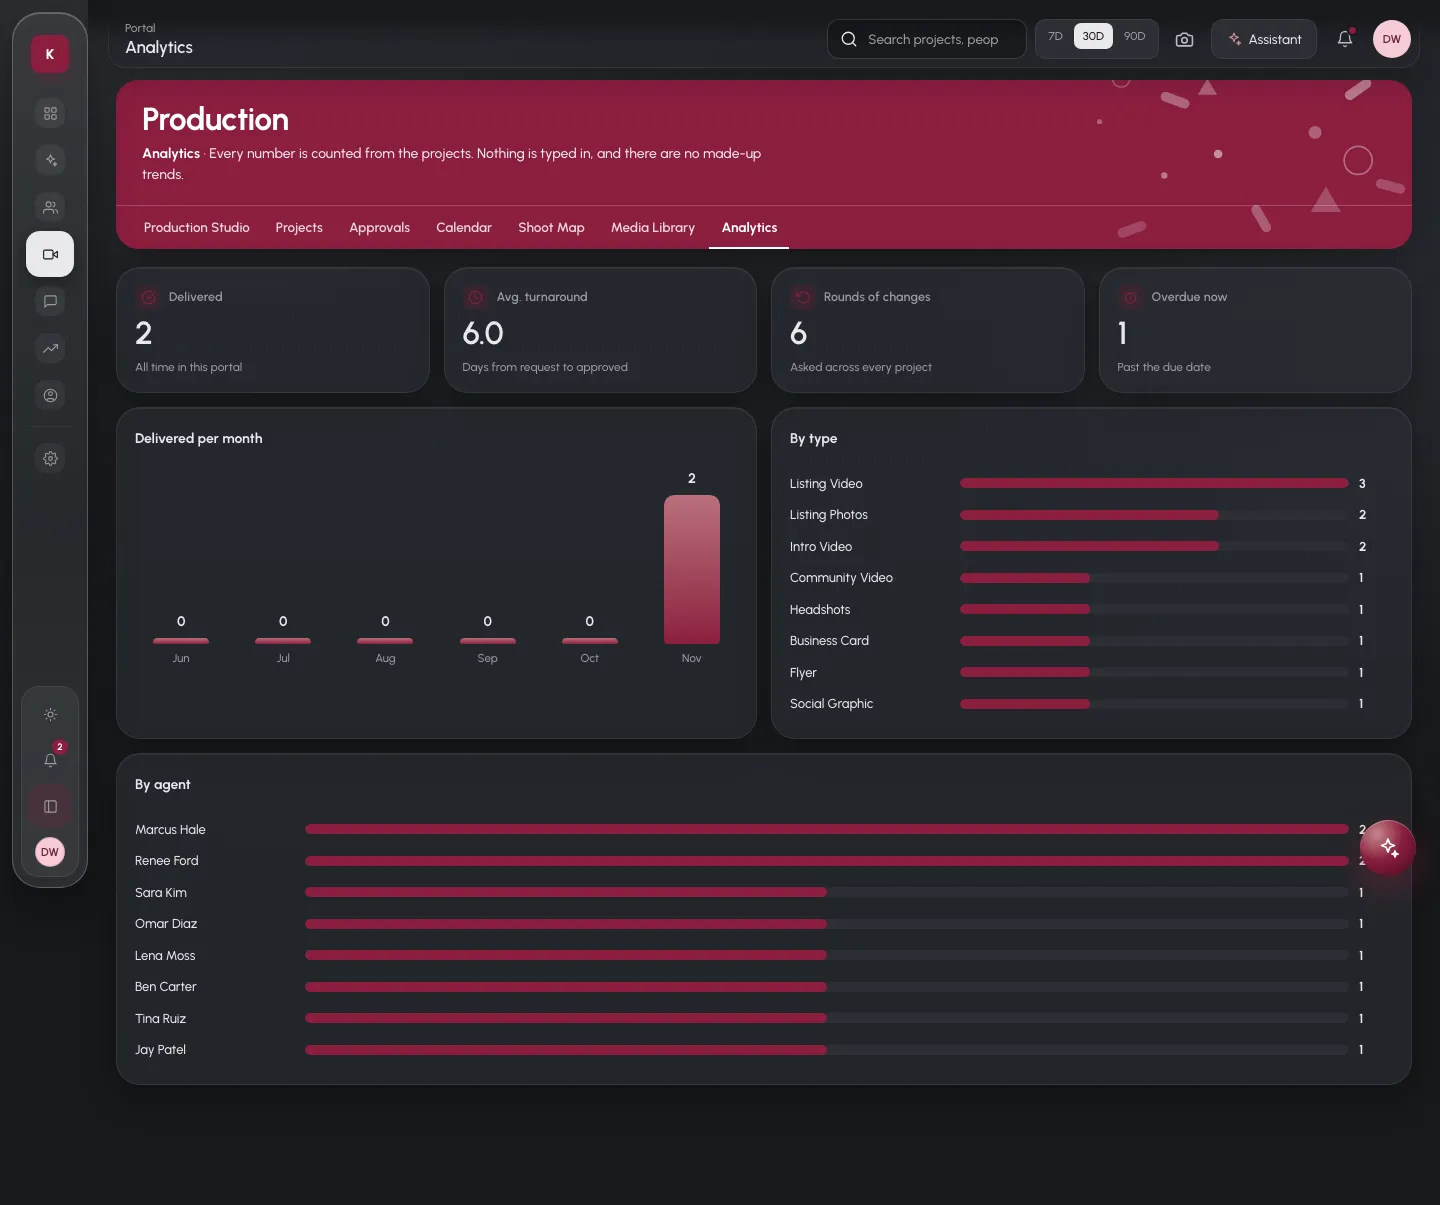 K
Portal
Analytics
Search projects, peop
7D
30D
90D
Assistant
DW
Production
Analytics · Every number is counted from the projects. Nothing is typed in, and there are no made-up
trends.
Production Studio
Projects
Approvals
Calendar
Shoot Map
Media Library
Analytics
Delivered
2
All time in this portal
Avg. turnaround
6.0
Days from request to approved
Rounds of changes
6
Asked across every project
Overdue now
1
Past the due date
Delivered per month
0
0
0
0
0
2
Jun
Jul
Aug
Sep
Oct
Nov
By type
Listing Video 3
Listing Photos 2
Intro Video 2
Community Video 1
Headshots 1
Business Card 1
Flyer 1
Social Graphic 1
By agent
Marcus Hale 2
Renee Ford 2
Sara Kim 1
Omar Diaz 1
Lena Moss 1
Ben Carter 1
Tina Ruiz 1
Jay Patel 1
2
DW